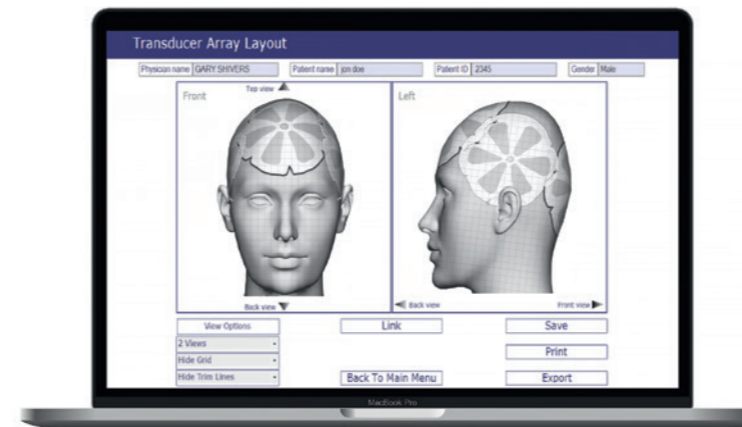 Transducer Array Layout
Physician name GARY SHIVERS Patient name jon doe Patient ID 2345 Gender Male
Front
Top view
Left
Back view
Back view
Front view
View Options
2 Views
Hide Grid
Hide Trim Lines
Link
Back To Main Menu
Save
Print
Export
MacBook Pro